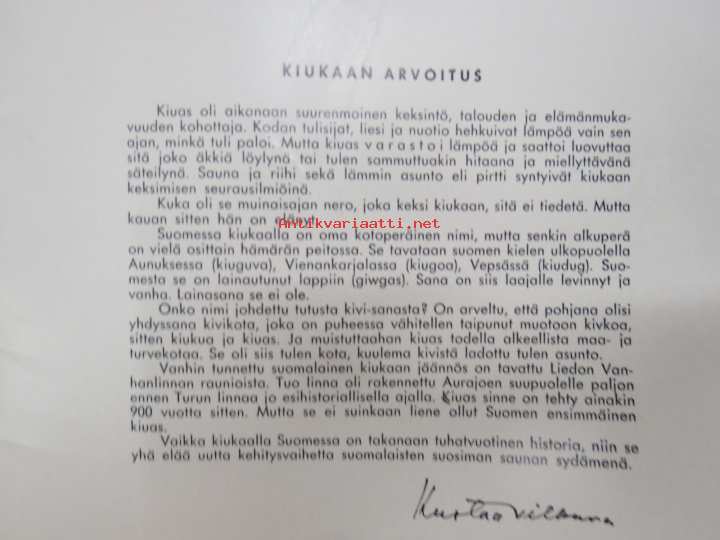 KIUKAAN ARVOITUS
Kiuas oli aikanaan suurenmoinen keksintö, talouden ja elämänmuka-
vuuden kohottaja. Kodan tulisijat, liesi ja nuotio hehkuivat lämpöä vain sen
ajan, minkä tuli paloi. Mutta kiuas varastoi lämpöä ja saattoi luovuttaa
sitä joko äkkiä löylynä tai tulen sammuttuakin hitaana ja miellyttävänä
säteilynä. Sauna ja riihi sekä lämmin asunto eli pirtti syntyivät kiukaan
keksimisen seurausilmiöinä.
Kuka oli se muinaisajan nero, joka keksi kiukaan, sitä ei tiedetä. Mutta
kauan sitten hän on elänyt.
Antikvariaatti.net
Suomessa kiukaalla on oma kotoperäinen nimi, mutta senkin alkuperä
on vielä osittain hämärän peitossa. Se tavataan suomen kielen ulkopuolella
Aunuksessa (kiuguva), Vienankarjalassa (kiugoa), Vepsässä (kiudug). Suo-
mesta se on lainautunut lappiin (giwgas). Sana on siis laajalle levinnyt ja
vanha. Lainasana se ei ole.
Onko nimi johdettu tutusta kivi-sanasta? On arveltu, että pohjana olisi
yhdyssana kivikota, joka on puheessa vähitellen taipunut muotoon kivkoa,
sitten kiukua ja kiuas. Ja muistuttaahan kiuas todella alkeellista maa- ja
turvekotaa. Se oli siis tulen kota, kuulema kivistä ladottu tulen asunto.
Vanhin tunnettu suomalainen kiukaan jäännös on tavattu Liedon Van-
hanlinnan raunioista. Tuo linna oli rakennettu Aurajoen suupuolelle paljon
ennen Turun linnaa jo esihistoriallisella ajalla. Kiuas sinne on tehty ainakin
900 vuotta sitten. Mutta se ei suinkaan liene ollut Suomen ensimmäinen
kiuas.
Vaikka kiukaalla Suomessa on takanaan tuhatvuotinen historia, niin se
yhä elää uutta kehitysvaihetta suomalaisten suosiman saunan sydämenä.
Kustaa Vilkuna